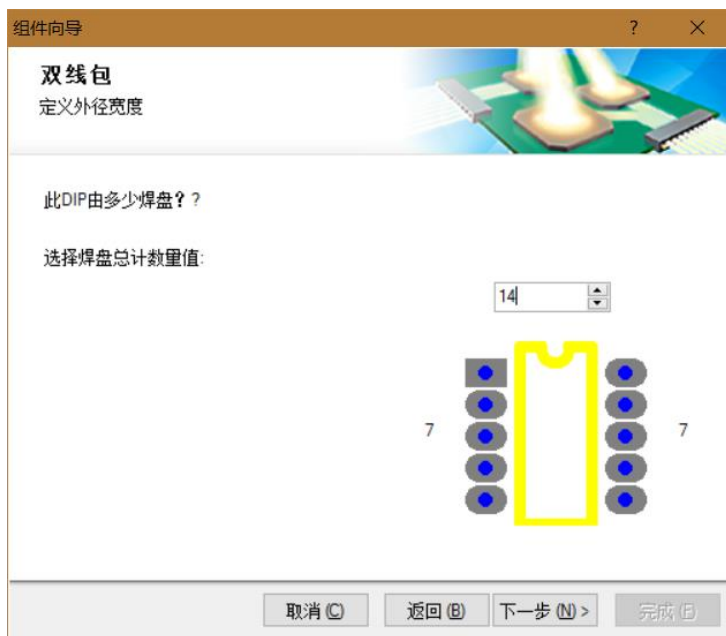 组件向导
双线包
定义外径宽度
此DIP由多少焊盘? ?
选择焊盘总计数量值:
14
7
7
取消(C) 返回(B) 下一步(N)> 完成(F)